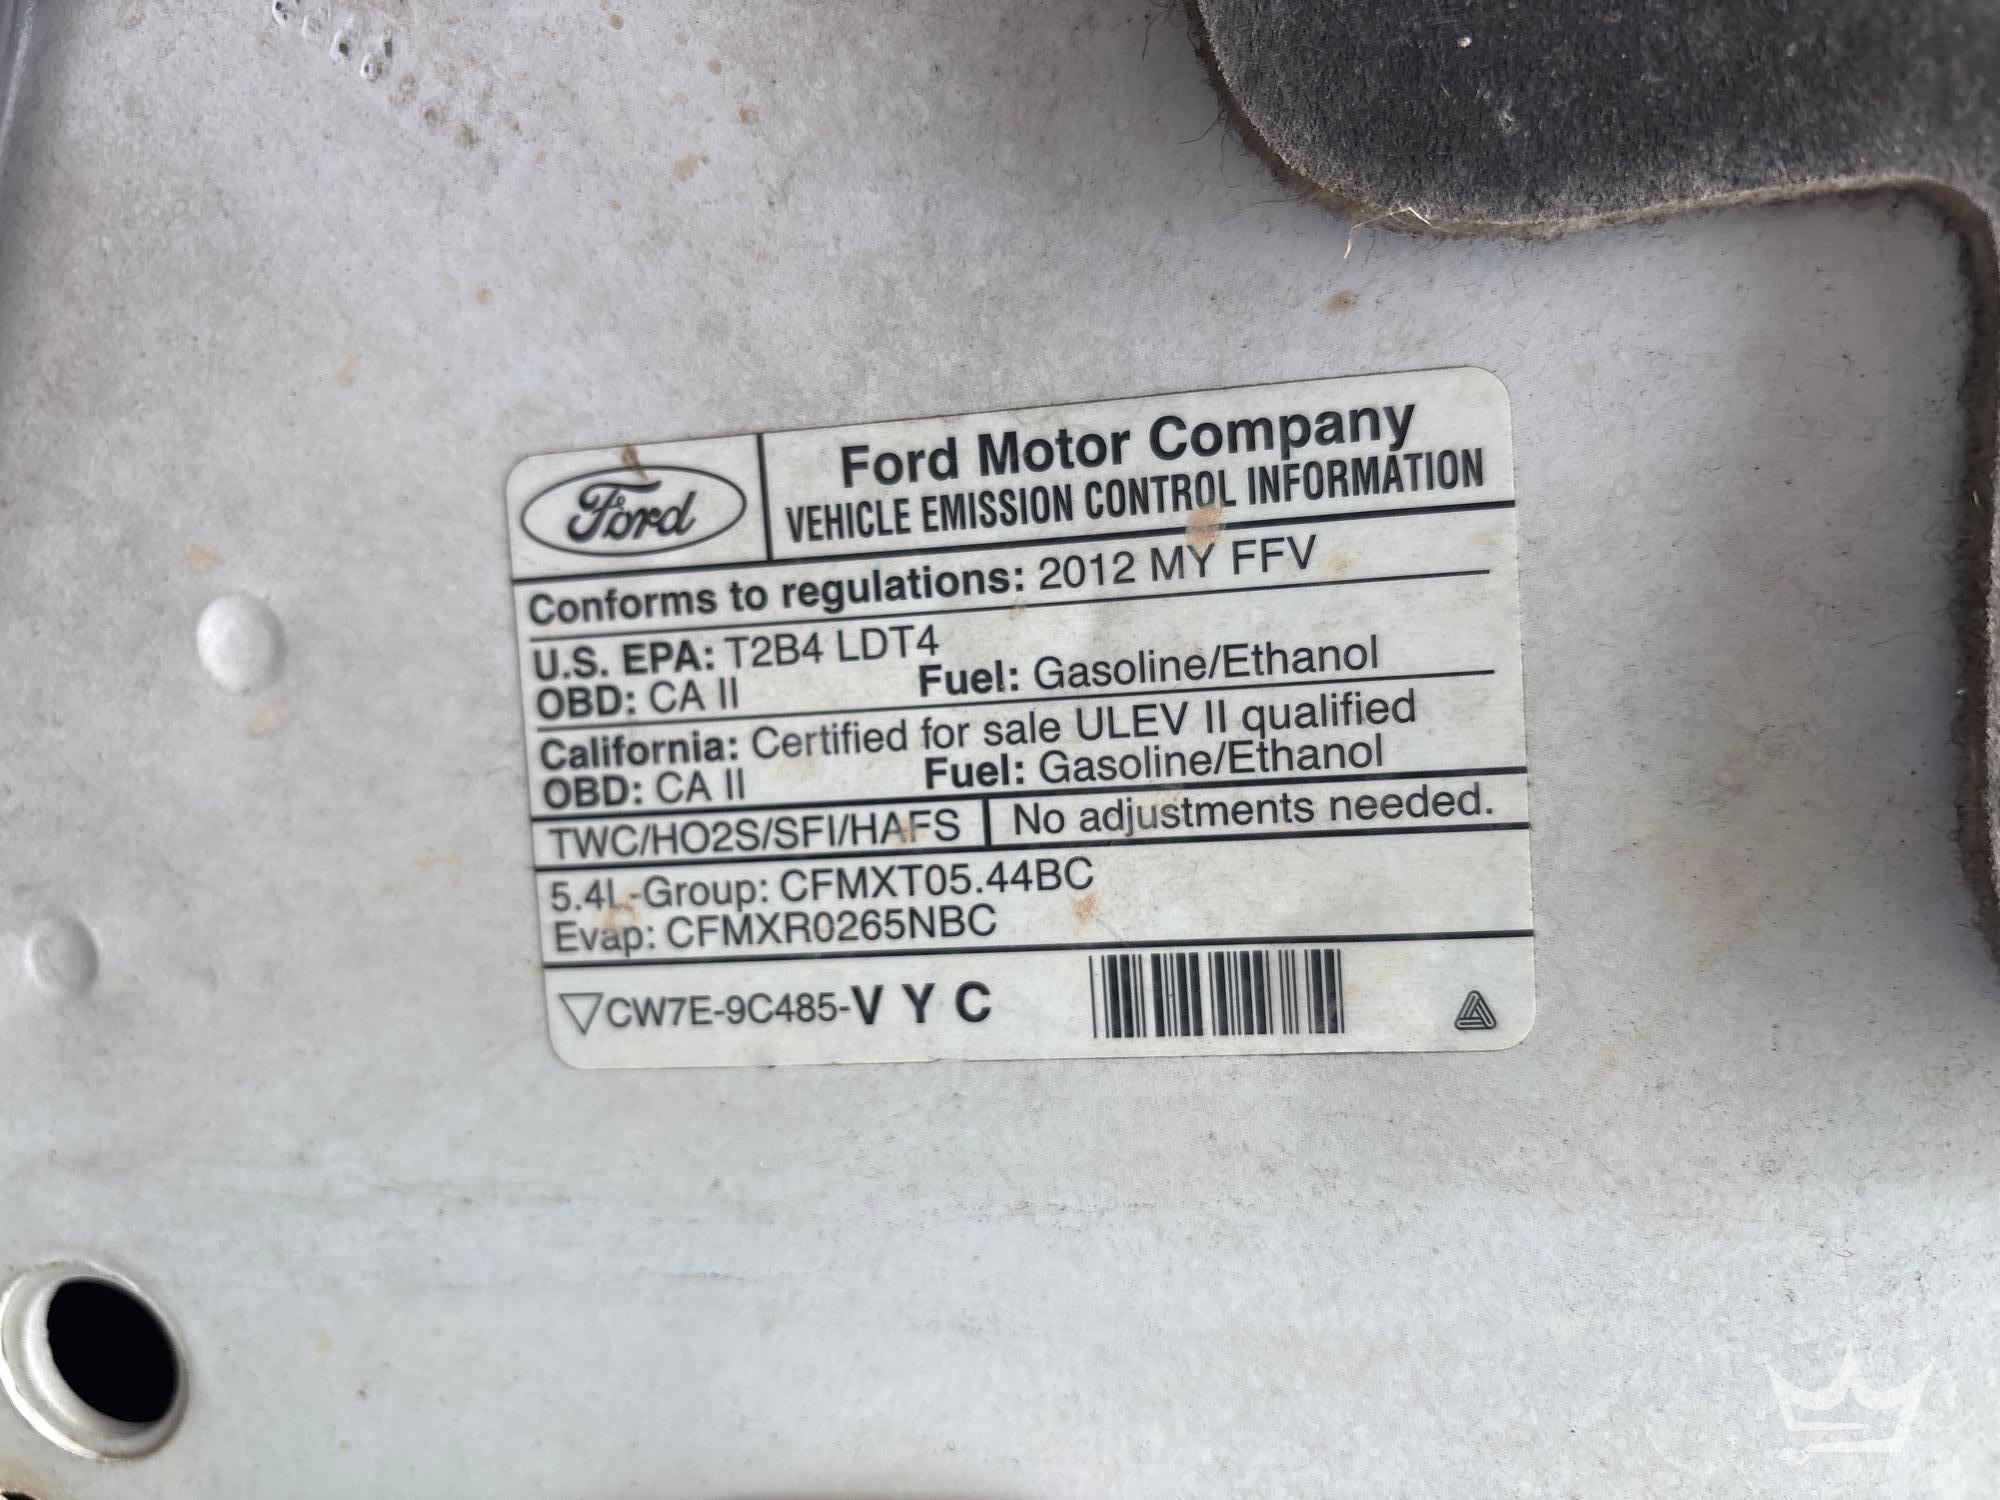 Ford
Ford Motor Company
VEHICLE EMISSION CONTROL INFORMATION
Conforms to regulations: 2012 MY FFV
U.S. EPA: T2B4 LDT4
OBD: CA II Fuel: Gasoline/Ethanol
California: Certified for sale ULEV II qualified
OBD: CA II Fuel: Gasoline/Ethanol
TWC/HO2S/SFI/HAFS No adjustments needed.
5.4L-Group: CFMXT05.44BC
Evap: CFMXR0265NBC
▽CW7E-9C485-V Y C